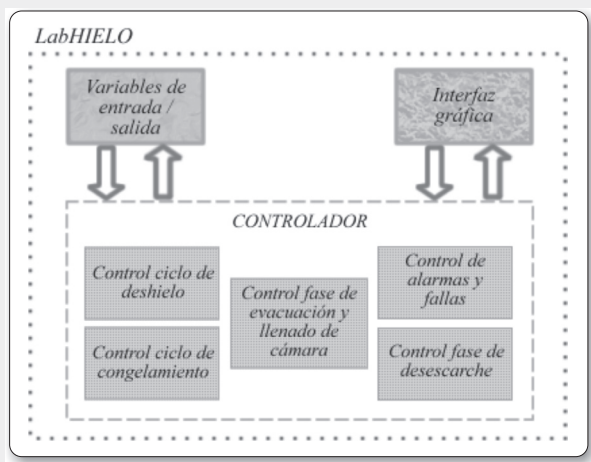 LabHIELO
Variables de
entrada /
salida
Interfaz
gráfica
CONTROLADOR
Control ciclo de
deshielo
Control ciclo de
congelamiento
Control fase de
evacuación y
llenado de
cámara
Control de
alarmas y
fallas
Control fase de
desescarche